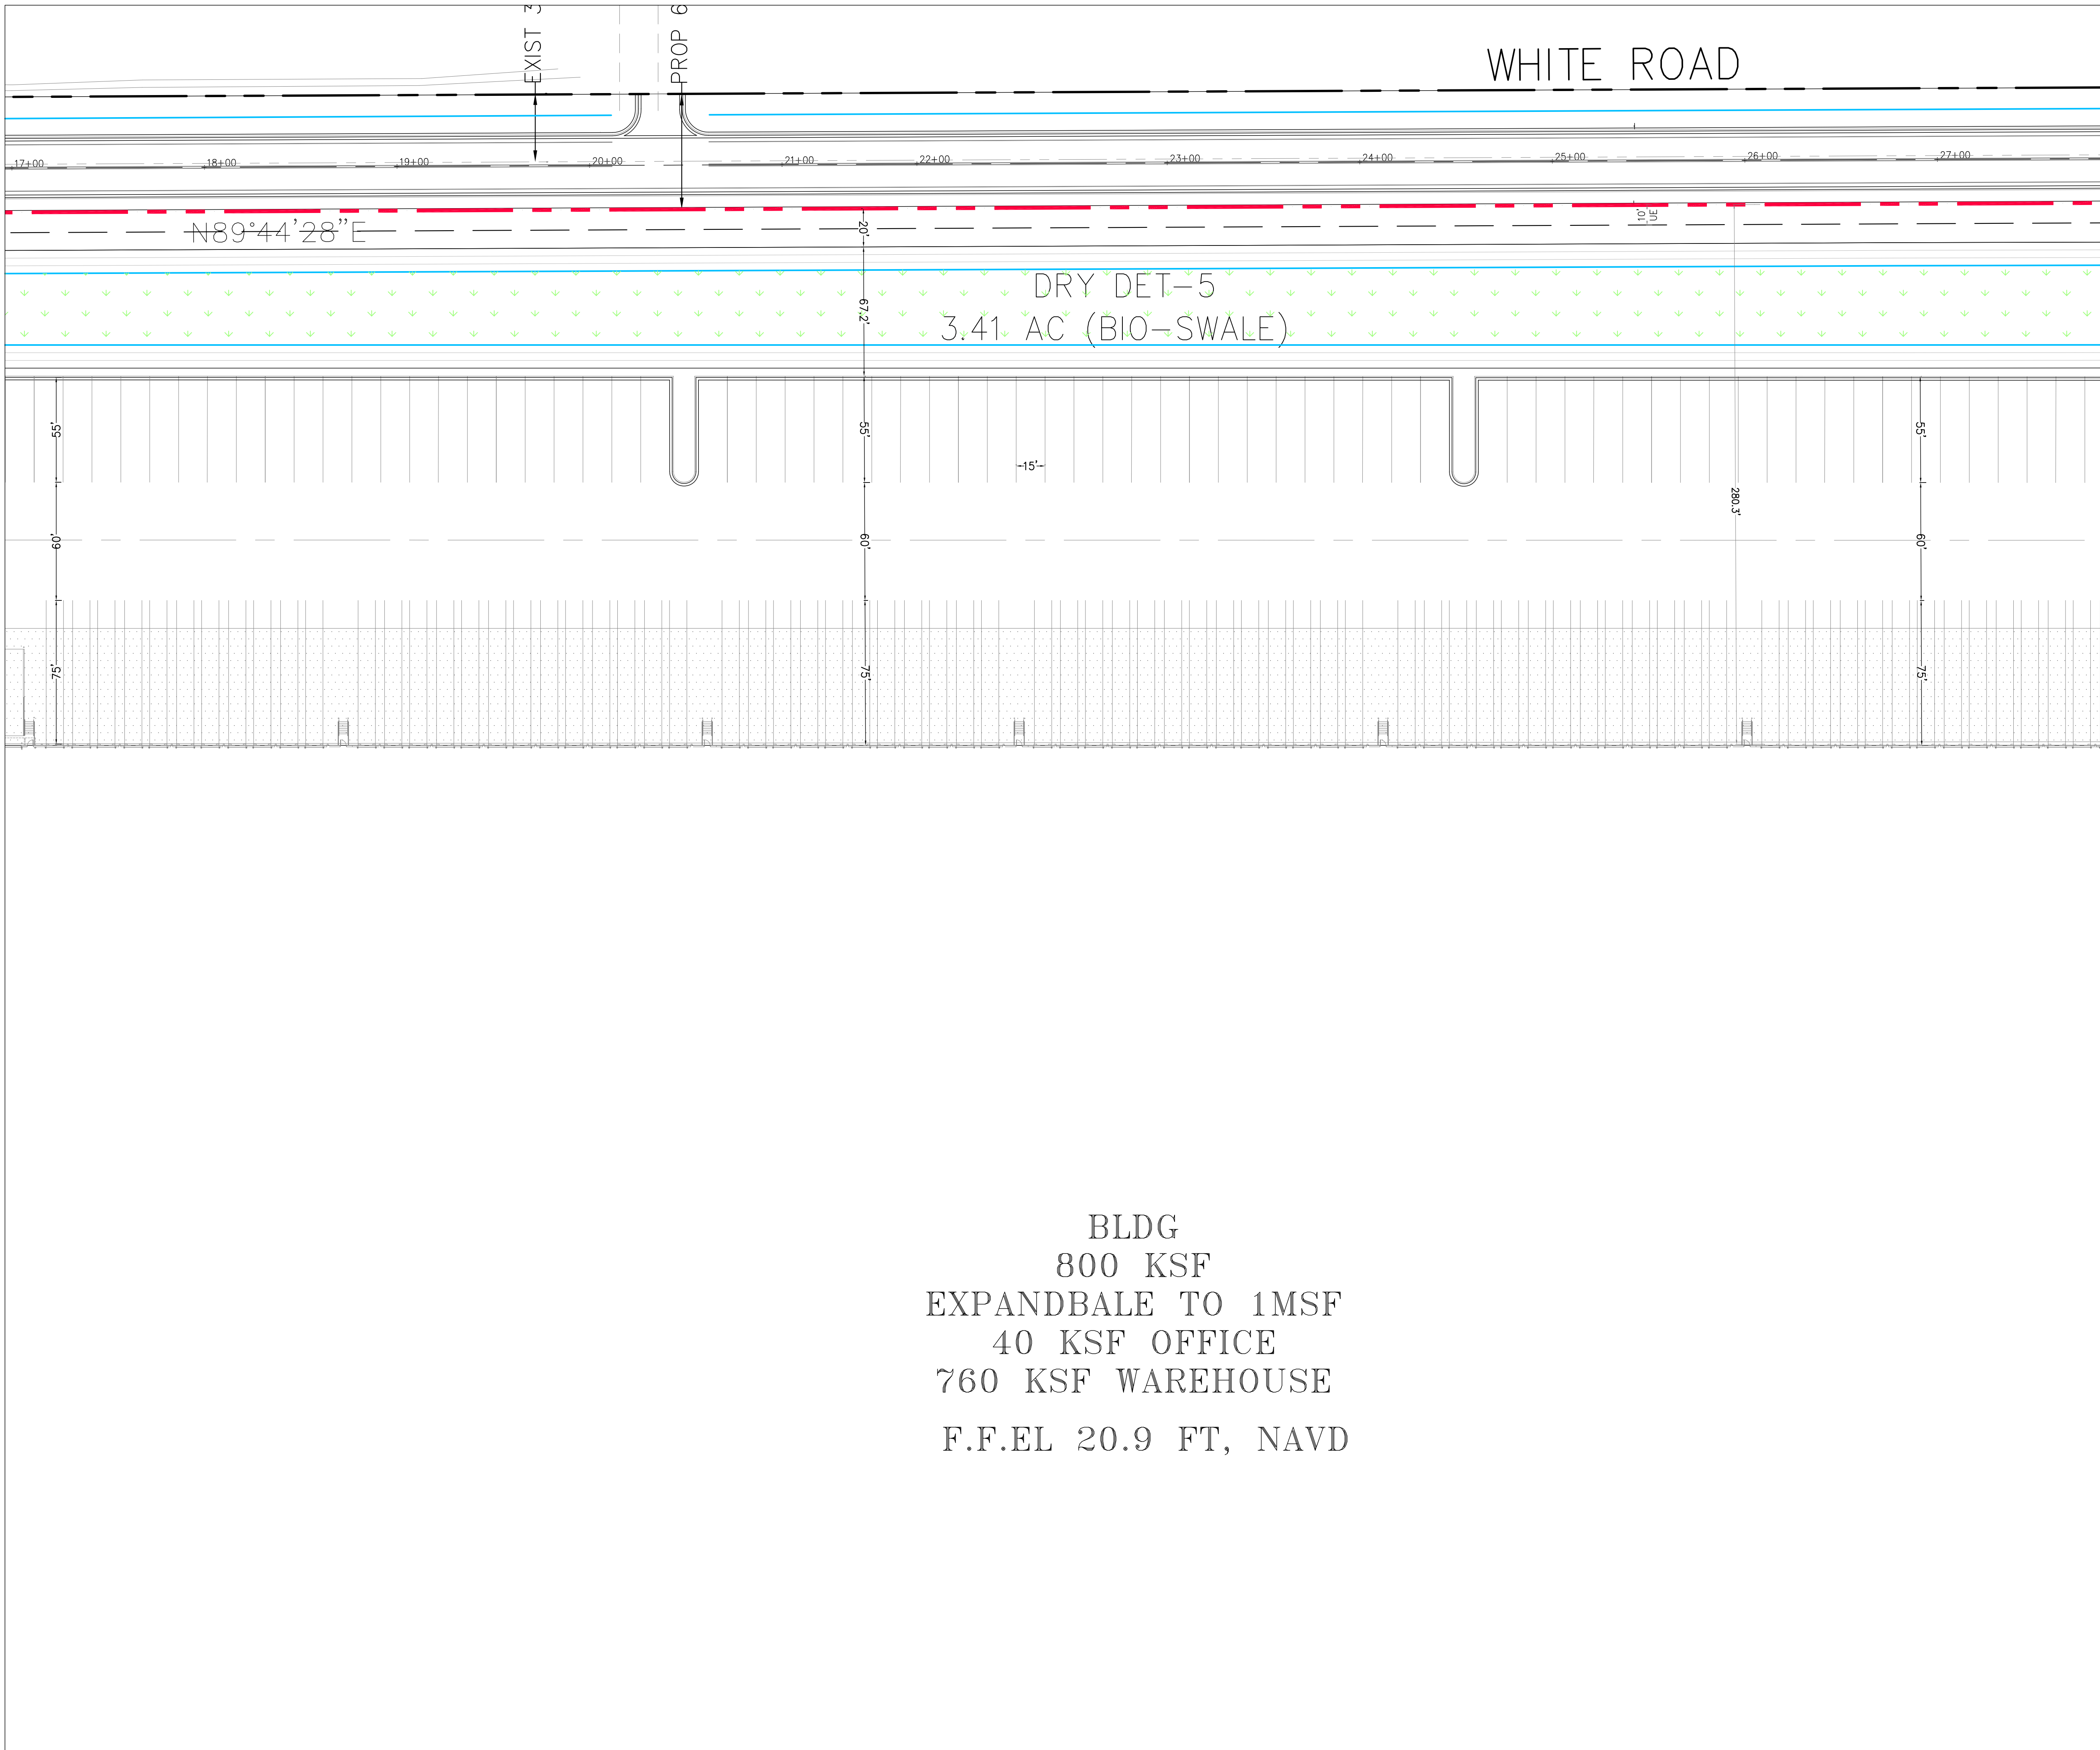 EXIST 3
PROP 6
WHITE ROAD
17+00
18+00
19+00
20+00
21+00
22+00
23+00
24+00
25+00
26+00
27+00
N89°44'28"E
20'
10'
UE
DRY DET-5
3.41 AC (BIO-SWALE)
67.2'
55'
55'
55'
15'
280.3'
60'
60'
60'
75'
75'
75'
BLDG
800 KSF
EXPANDBALE TO 1MSF
40 KSF OFFICE
760 KSF WAREHOUSE
F.F.EL 20.9 FT, NAVD